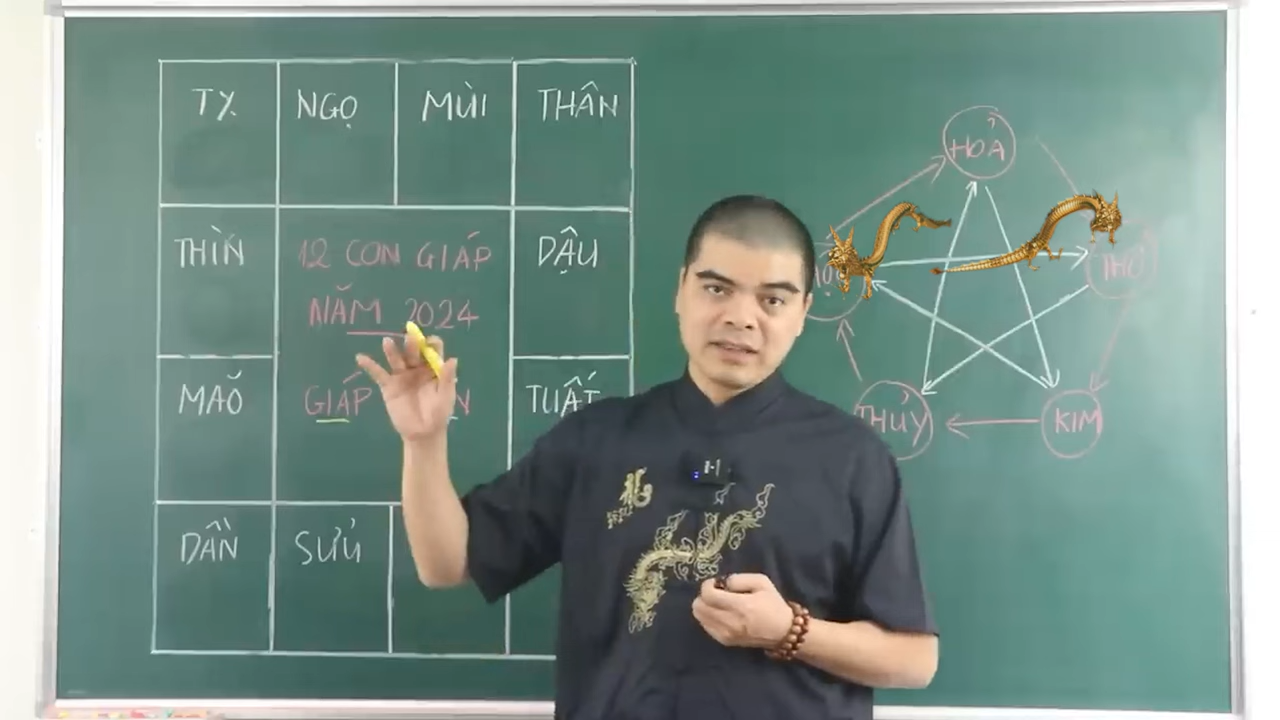 TỴ NGỌ MÙI THÂN
THÌN
12 CON GIÁP
NĂM 2024
GIÁP
DẬU
MÃO
TUẤT
DẦN SỬU
HOẢ
THỔ
THỦY
KIM